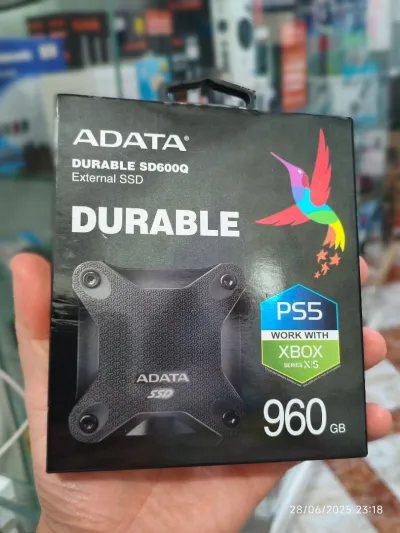 ADATA®
DURABLE SD600Q
External SSD
DURABLE
PS5
WORK WITH
XBOX
SERIES X|S
ADATA
SSD
960 GB
28/06/2025 23:18